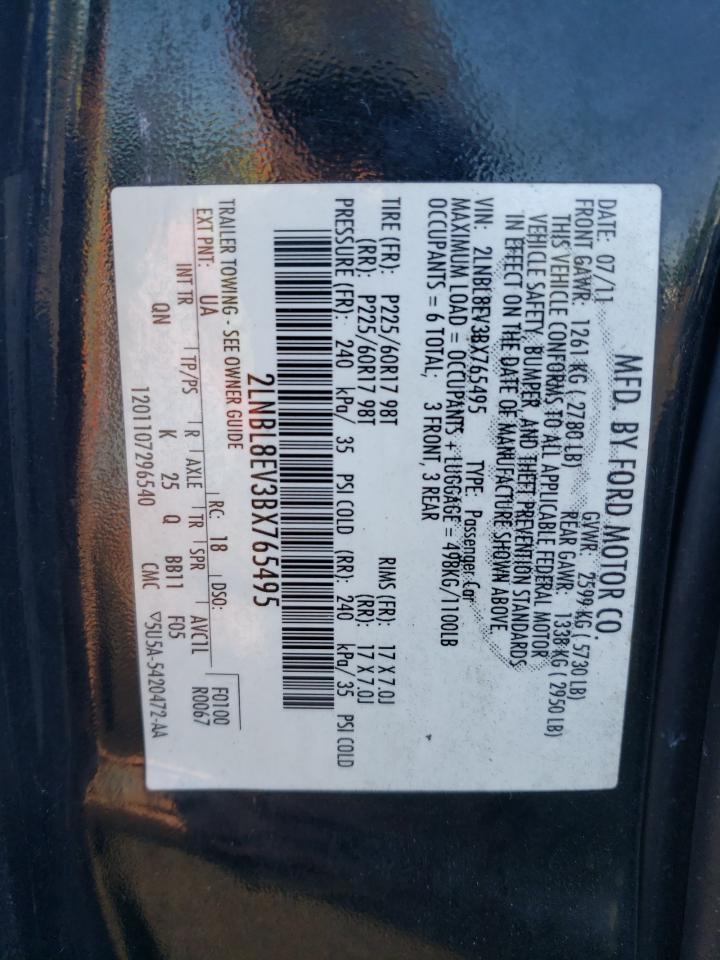 MFD. BY FORD MOTOR CO.
DATE: 07/11 GVWR: 2599 KG ( 5730 LB)
FRONT GAWR: 1261 KG ( 2780 LB) REAR GAWR: 1338 KG ( 2950 LB)
THIS VEHICLE CONFORMS TO ALL APPLICABLE FEDERAL MOTOR
VEHICLE SAFETY, BUMPER, AND THEFT PREVENTION STANDARDS
IN EFFECT ON THE DATE OF MANUFACTURE SHOWN ABOVE.
VIN: 2LNBL8EV3BX765495 TYPE: Passenger Car
MAXIMUM LOAD = OCCUPANTS + LUGGAGE = 498KG/1100LB
OCCUPANTS = 6 TOTAL; 3 FRONT, 3 REAR
TIRE (FR): P225/60R17 98T RIMS (FR): 17 X 7.0J
(RR): P225/60R17 98T (RR): 17 X 7.0J
PRESSURE (FR): 240 kPa/ 35 PSI COLD (RR): 240 kPa/ 35 PSI COLD
2LNBL8EV3BX765495
TRAILER TOWING - SEE OWNER GUIDE
EXT PNT: UA RC: 18 DSO: F0100
INT TR TP/PS R AXLE TR SPR AVC1L R0067
QN K 25 Q BB11 F05
1201107296540 CMC ▽5U5A-5420472-AA